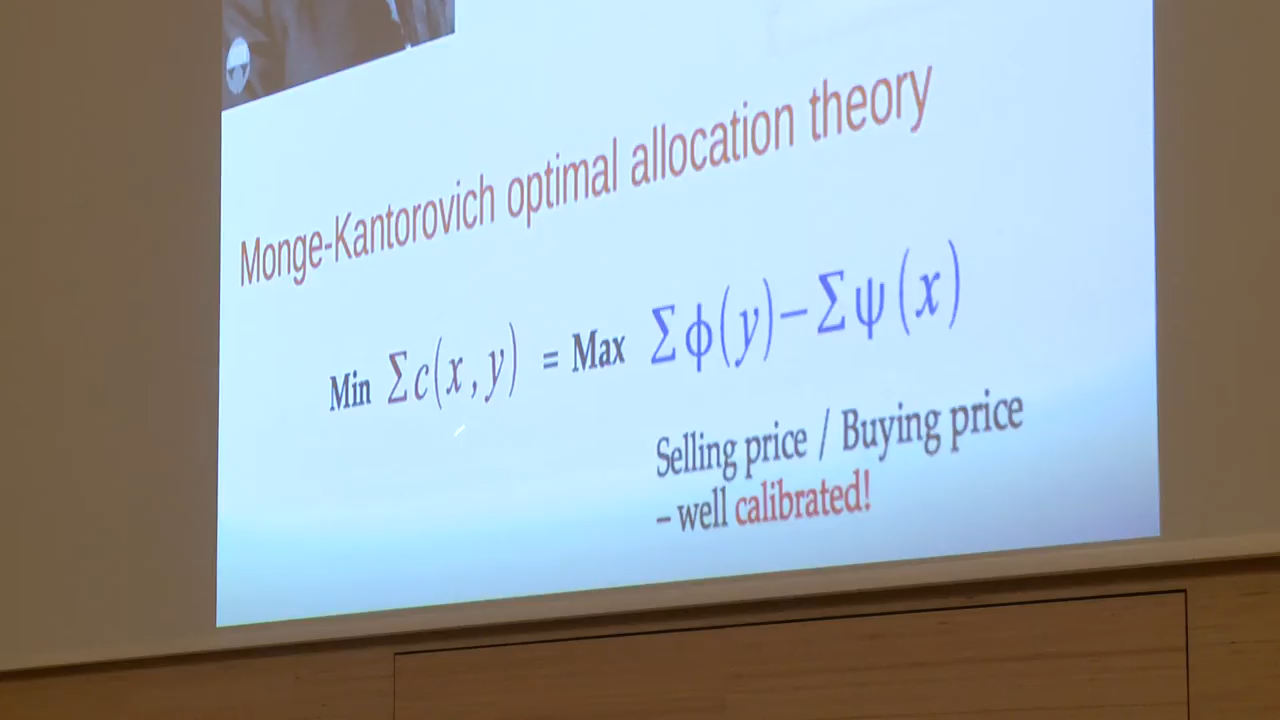 Monge-Kantorovich optimal allocation theory
Min Σc(x,y) = Max Σϕ(y)−Σψ(x)
Selling price / Buying price
– well calibrated!